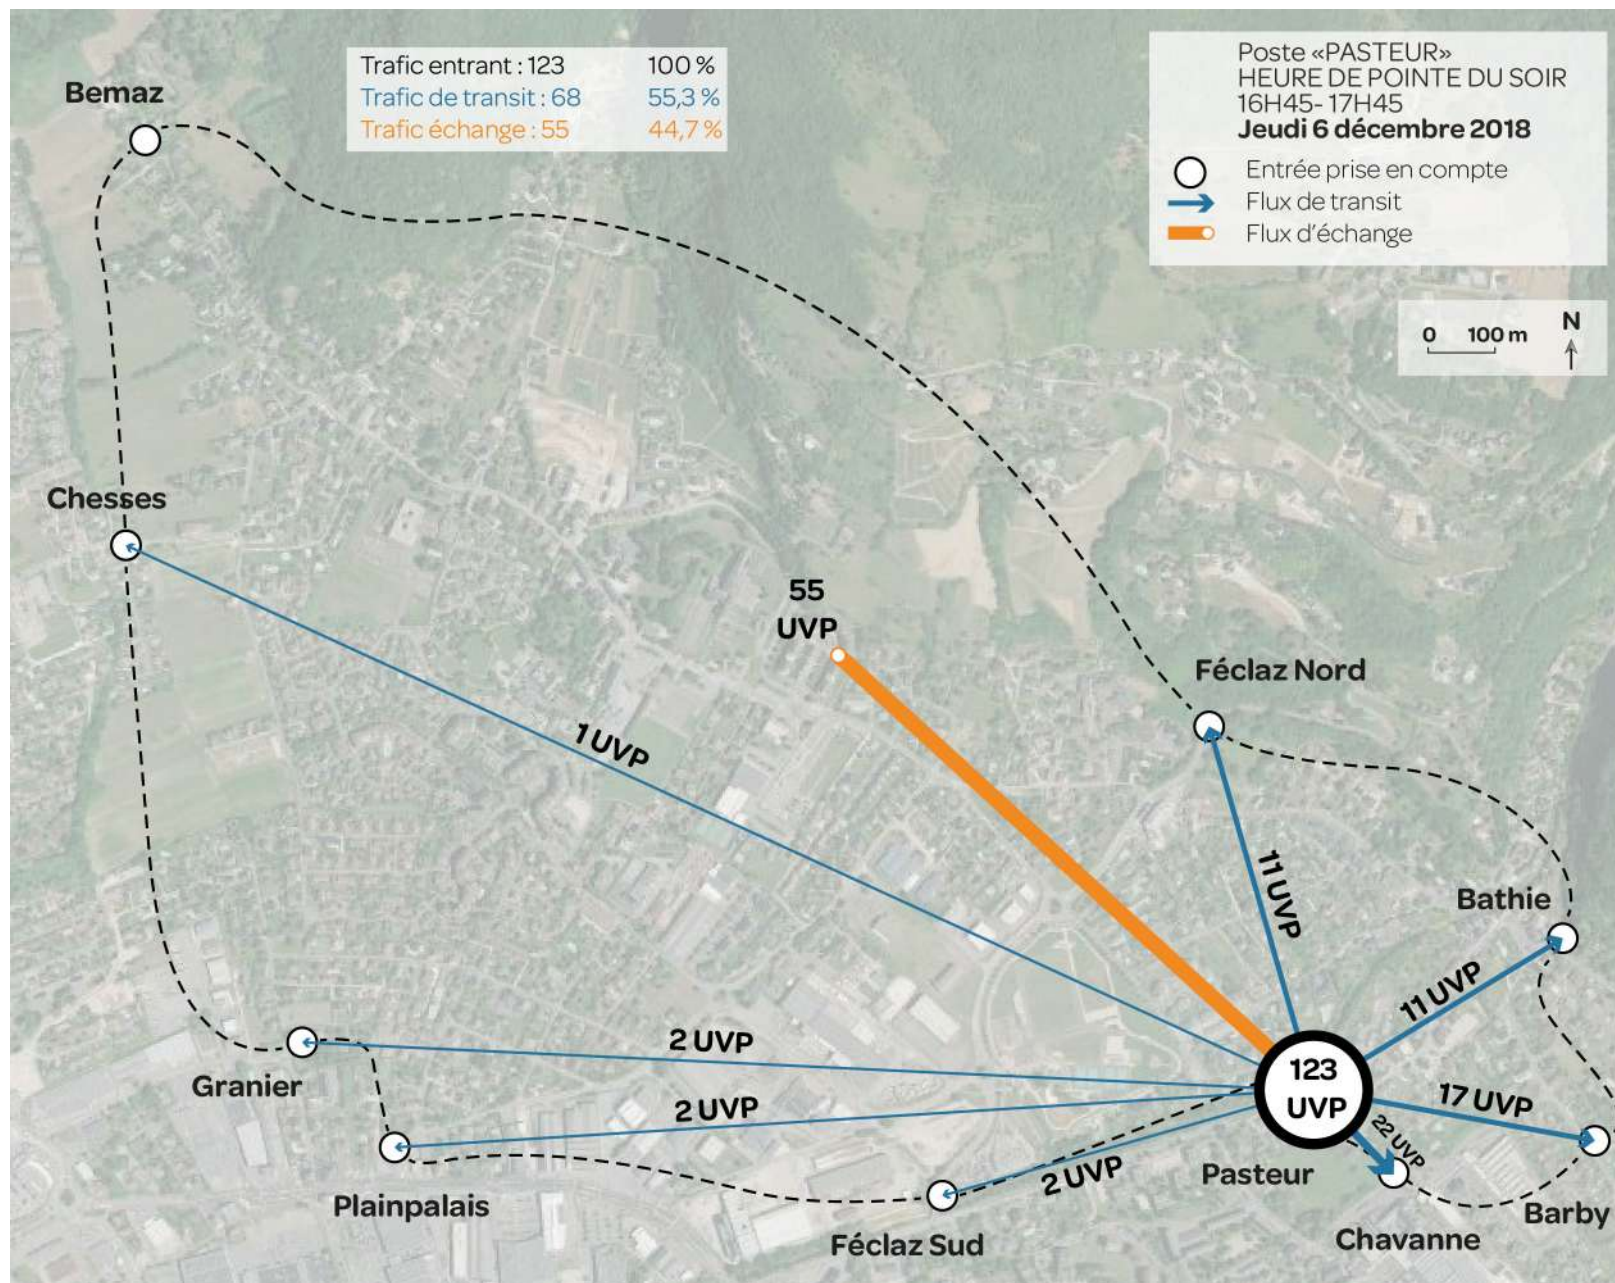 Bemaz
Trafic entrant : 123 100 %
Trafic de transit : 68 55,3 %
Trafic échange : 55 44,7 %
Poste «PASTEUR»
HEURE DE POINTE DU SOIR
16H45- 17H45
Jeudi 6 décembre 2018
Entrée prise en compte
Flux de transit
Flux d'échange
0 100 m N
Chesses
55
UVP
Féclaz Nord
1 UVP
11 UVP
Bathie
11 UVP
2 UVP
Granier
123
UVP
17 UVP
2 UVP
22 UVP
2 UVP
Pasteur
Plainpalais
Barby
Féclaz Sud
Chavanne